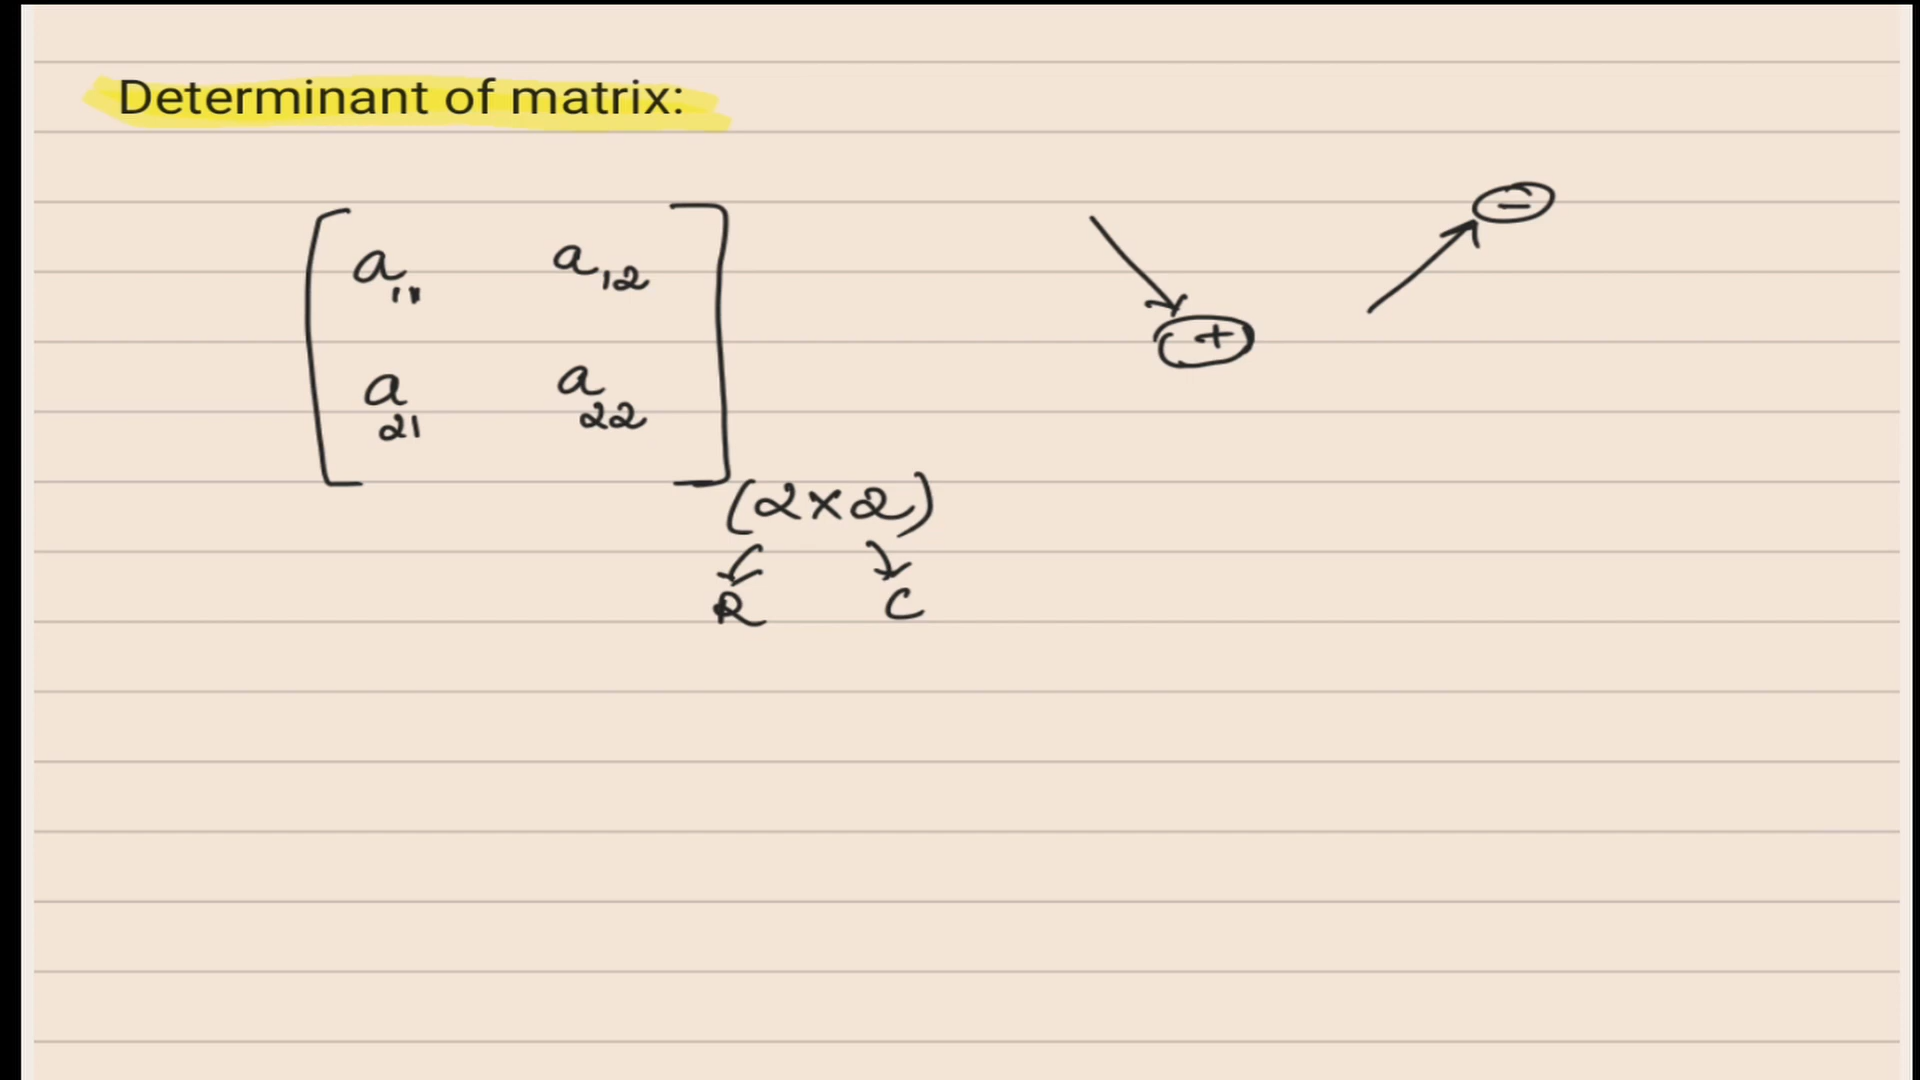 Determinant of matrix:
a11 a12
a21 a22
(2×2)
R C
+ −